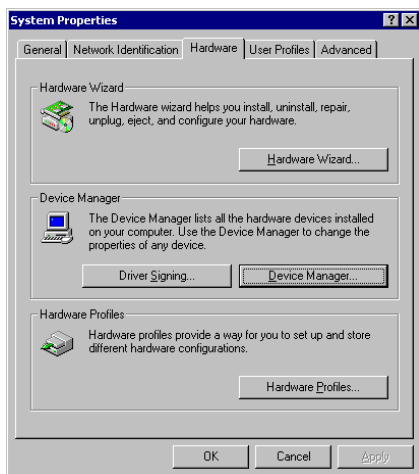 System Properties
General Network Identification Hardware User Profiles Advanced
Hardware Wizard
The Hardware wizard helps you install, uninstall, repair,
unplug, eject, and configure your hardware.
Hardware Wizard...
Device Manager
The Device Manager lists all the hardware devices installed
on your computer. Use the Device Manager to change the
properties of any device.
Driver Signing... Device Manager...
Hardware Profiles
Hardware profiles provide a way for you to set up and store
different hardware configurations.
Hardware Profiles...
OK Cancel Apply